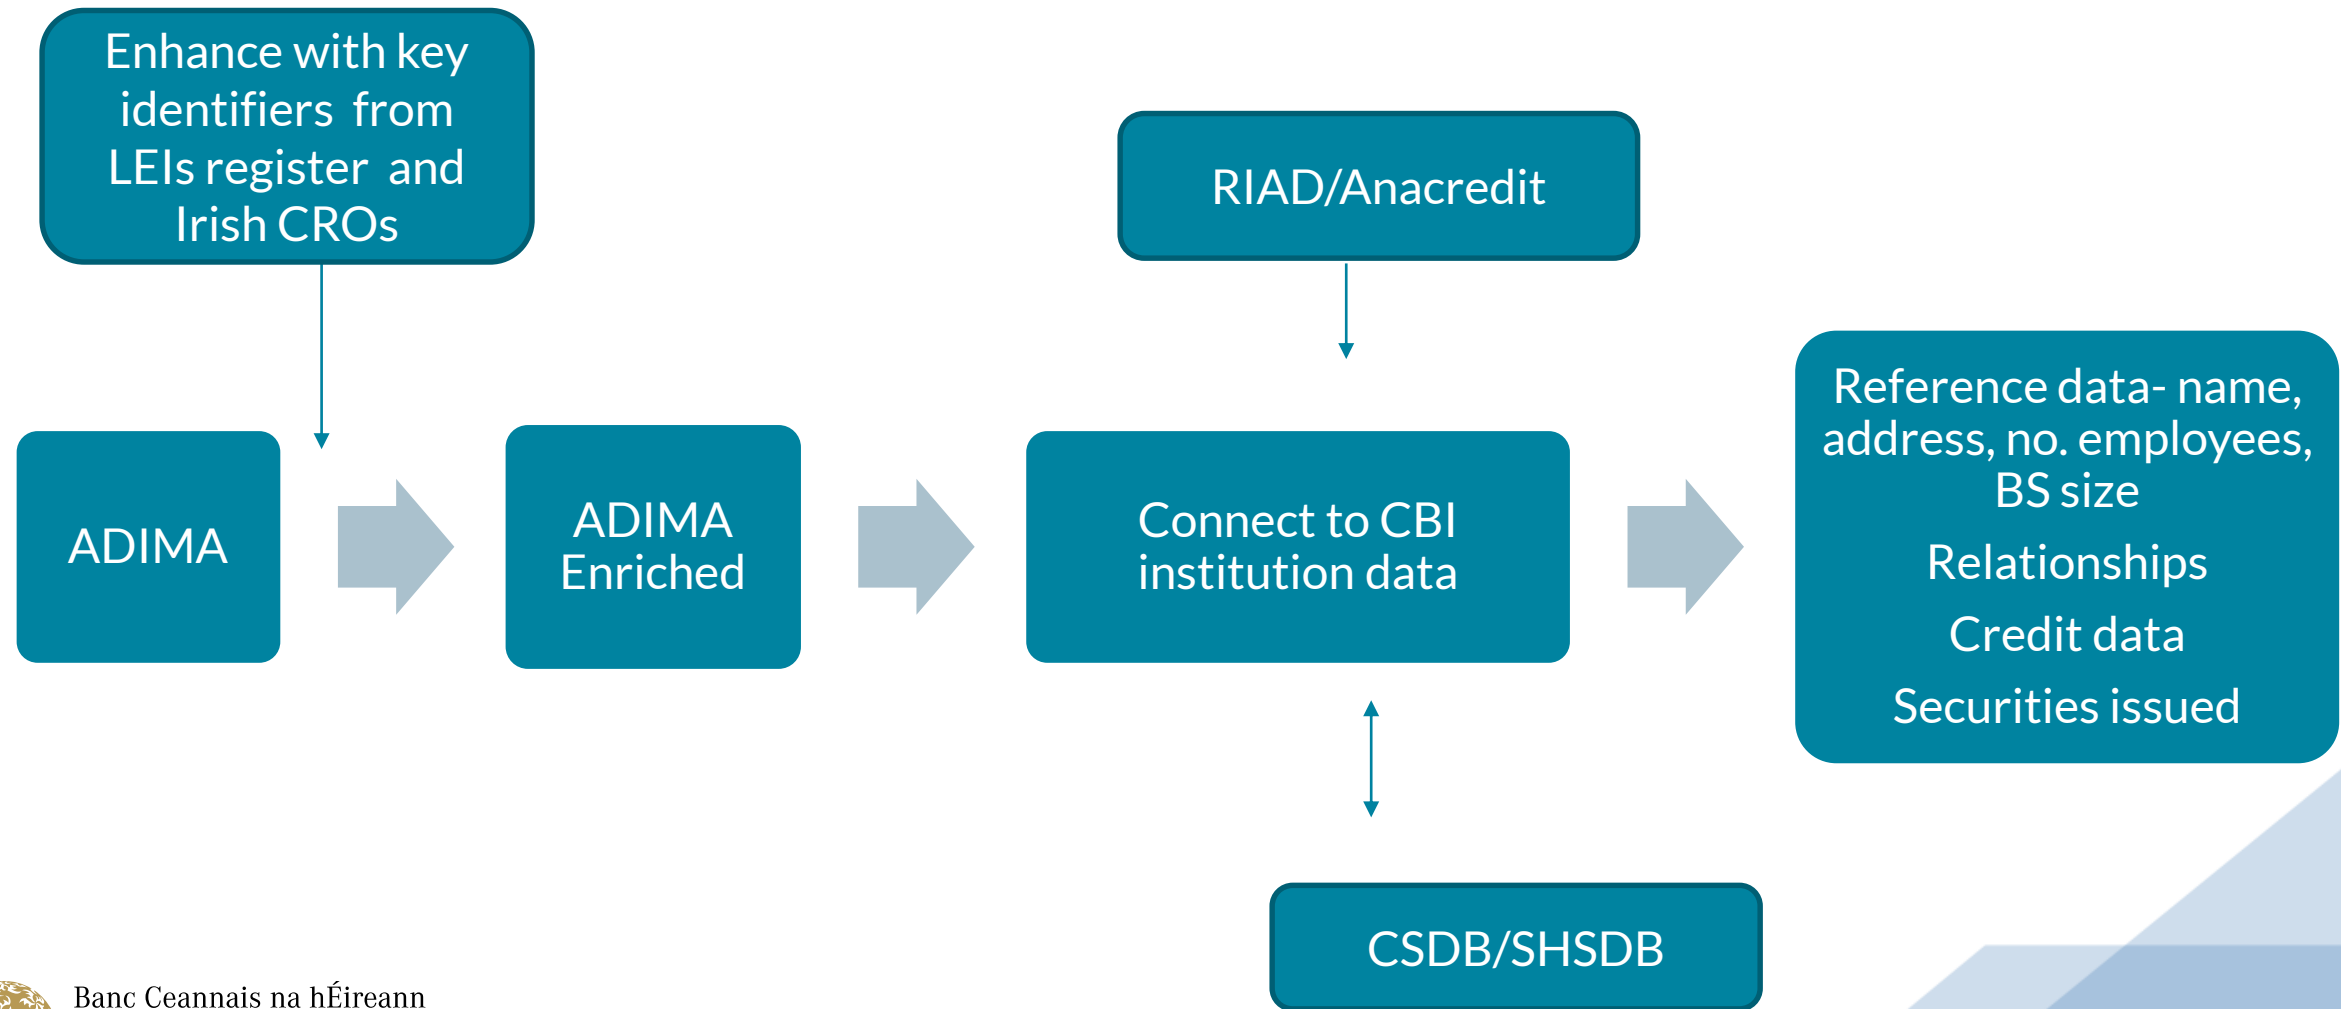 Enhance with key
identifiers from
LEIs register and
Irish CROs
RIAD/Anacredit
ADIMA
ADIMA
Enriched
Connect to CBI
institution data
Reference data- name,
address, no. employees,
BS size
Relationships
Credit data
Securities issued
CSDB/SHSDB
Banc Ceannais na hÉireann